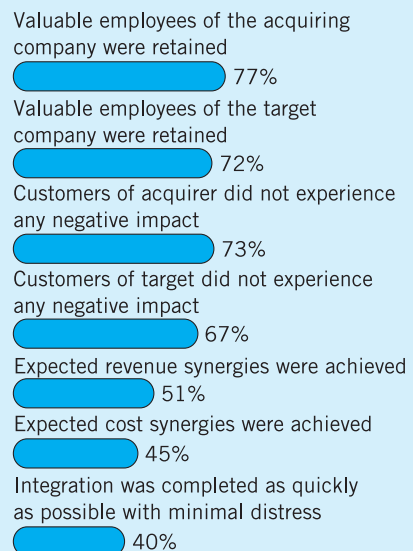 Valuable employees of the acquiring
company were retained
77%
Valuable employees of the target
company were retained
72%
Customers of acquirer did not experience
any negative impact
73%
Customers of target did not experience
any negative impact
67%
Expected revenue synergies were achieved
51%
Expected cost synergies were achieved
45%
Integration was completed as quickly
as possible with minimal distress
40%